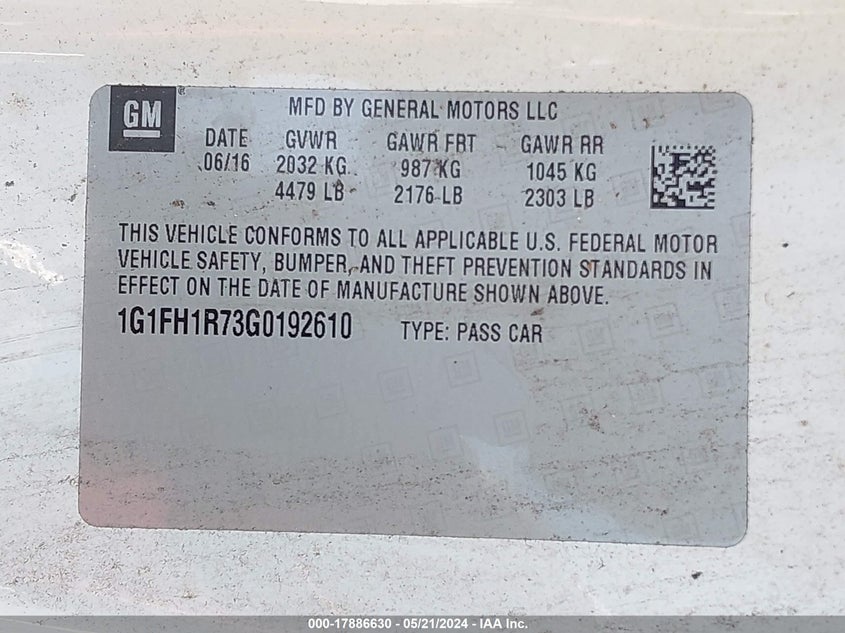 GM
MFD BY GENERAL MOTORS LLC
DATE GVWR GAWR FRT GAWR RR
06/16 2032 KG 987 KG 1045 KG
4479 LB 2176 LB 2303 LB
THIS VEHICLE CONFORMS TO ALL APPLICABLE U.S. FEDERAL MOTOR
VEHICLE SAFETY, BUMPER, AND THEFT PREVENTION STANDARDS IN
EFFECT ON THE DATE OF MANUFACTURE SHOWN ABOVE.
1G1FH1R73G0192610 TYPE: PASS CAR
000-17886630 - 05/21/2024 - IAA Inc.